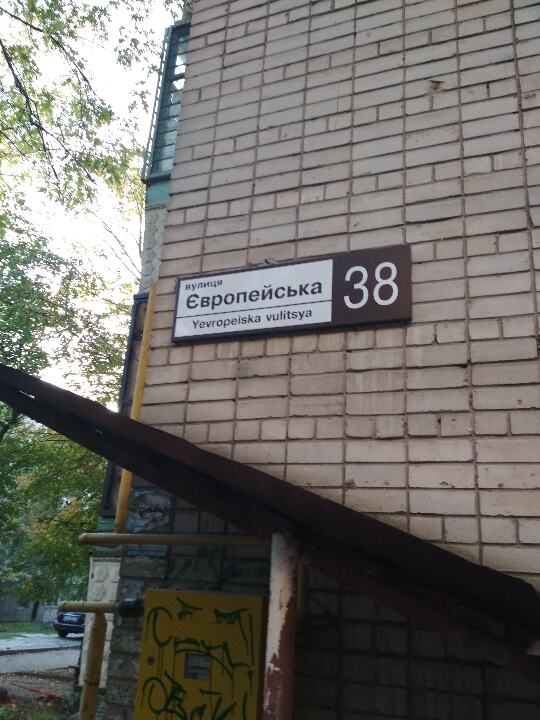 вулиця
Європейська
Yevropeiska vulitsya
38